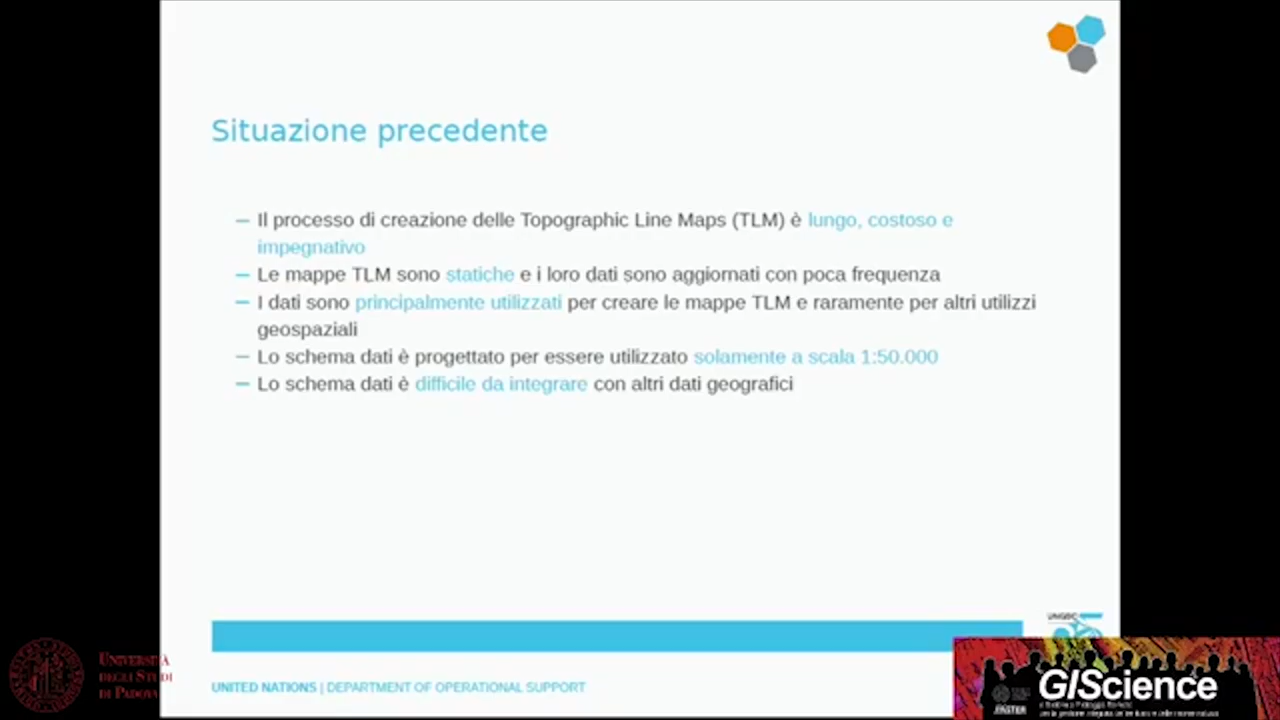 Situazione precedente
– Il processo di creazione delle Topographic Line Maps (TLM) è lungo, costoso e
impegnativo
– Le mappe TLM sono statiche e i loro dati sono aggiornati con poca frequenza
– I dati sono principalmente utilizzati per creare le mappe TLM e raramente per altri utilizzi
geospaziali
– Lo schema dati è progettato per essere utilizzato solamente a scala 1:50.000
– Lo schema dati è difficile da integrare con altri dati geografici
UNITED NATIONS | DEPARTMENT OF OPERATIONAL SUPPORT
UNIVERSITÀ
DEGLI STUDI
DI PADOVA
GIScience
MASTER